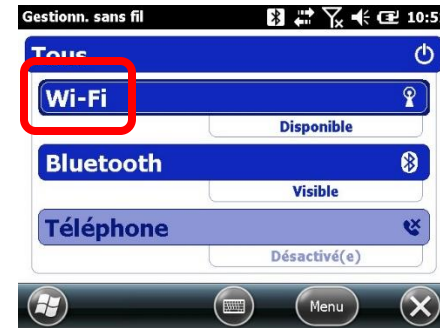 Gestionn. sans fil 10:5
Tous
Wi-Fi
Disponible
Bluetooth
Visible
Téléphone
Désactivé(e)
Menu